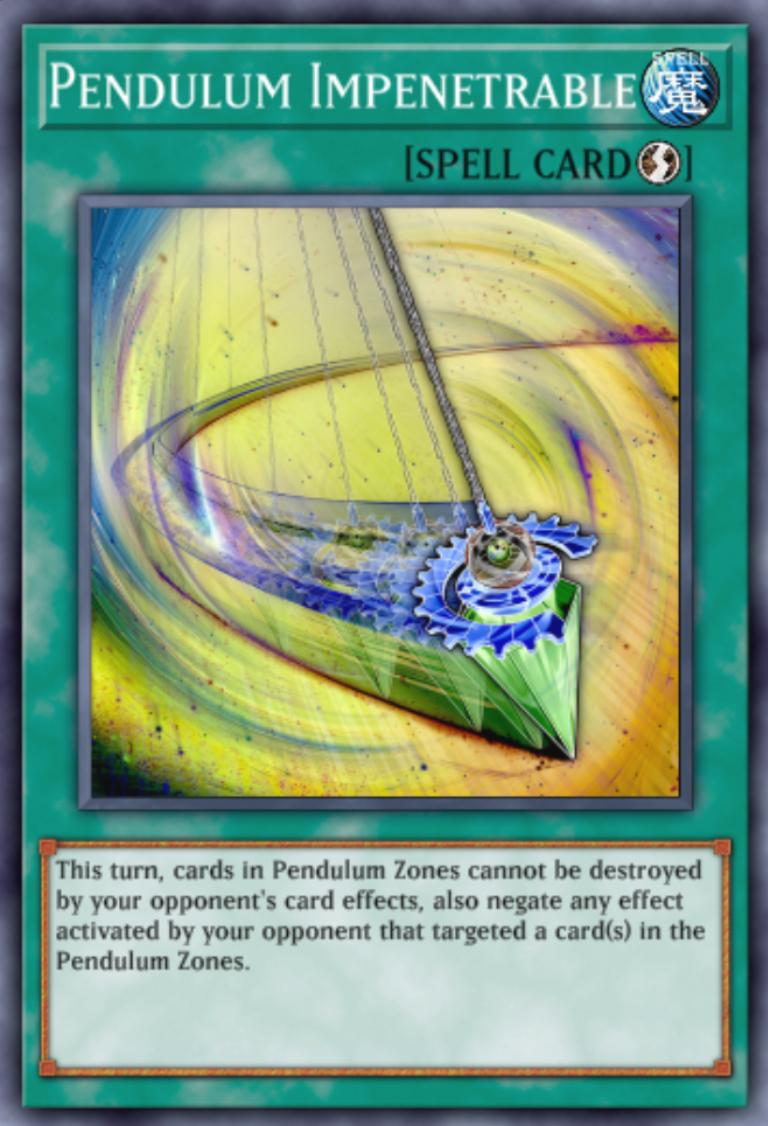 PENDULUM IMPENETRABLE
SPELL
魔
[SPELL CARD]
This turn, cards in Pendulum Zones cannot be destroyed
by your opponent's card effects, also negate any effect
activated by your opponent that targeted a card(s) in the
Pendulum Zones.